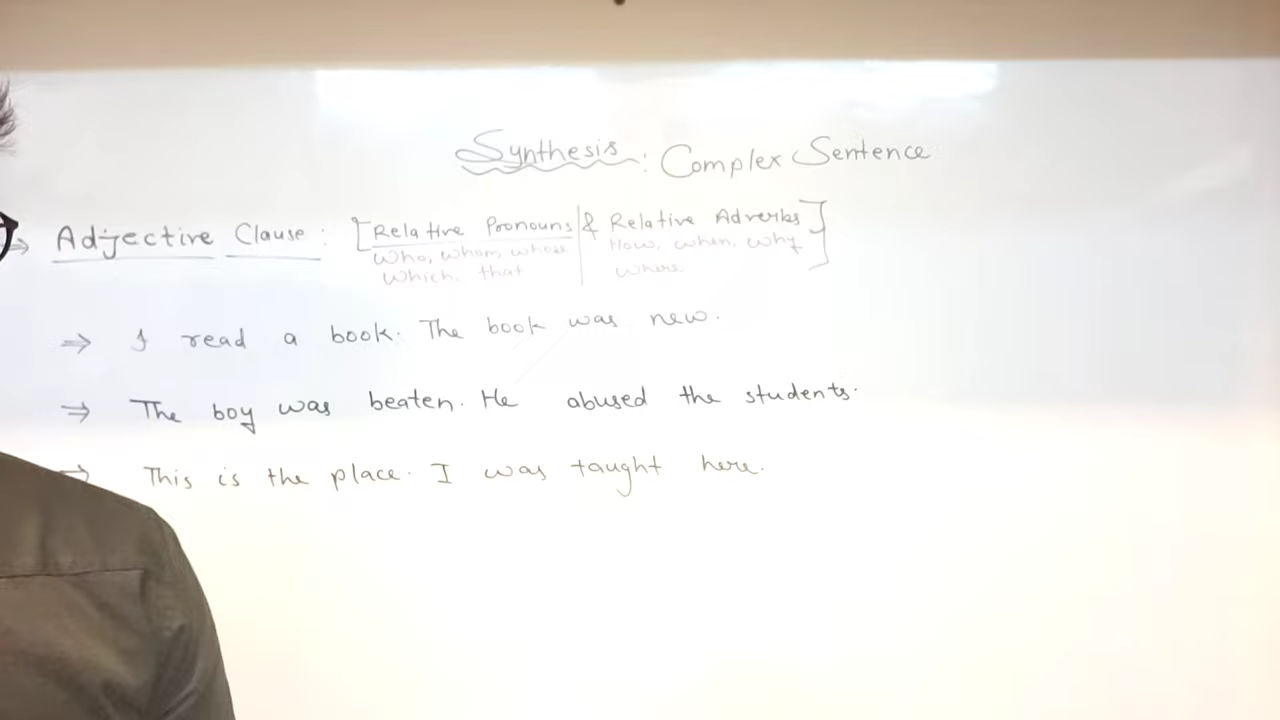 Synthesis : Complex Sentence
⇒ Adjective Clause : [Relative Pronouns & Relative Adverbs]
Who, whom, whose How, when, why
Which, that where
⇒ I read a book. The book was new.
⇒ The boy was beaten. He abused the students.
⇒ This is the place. I was taught here.